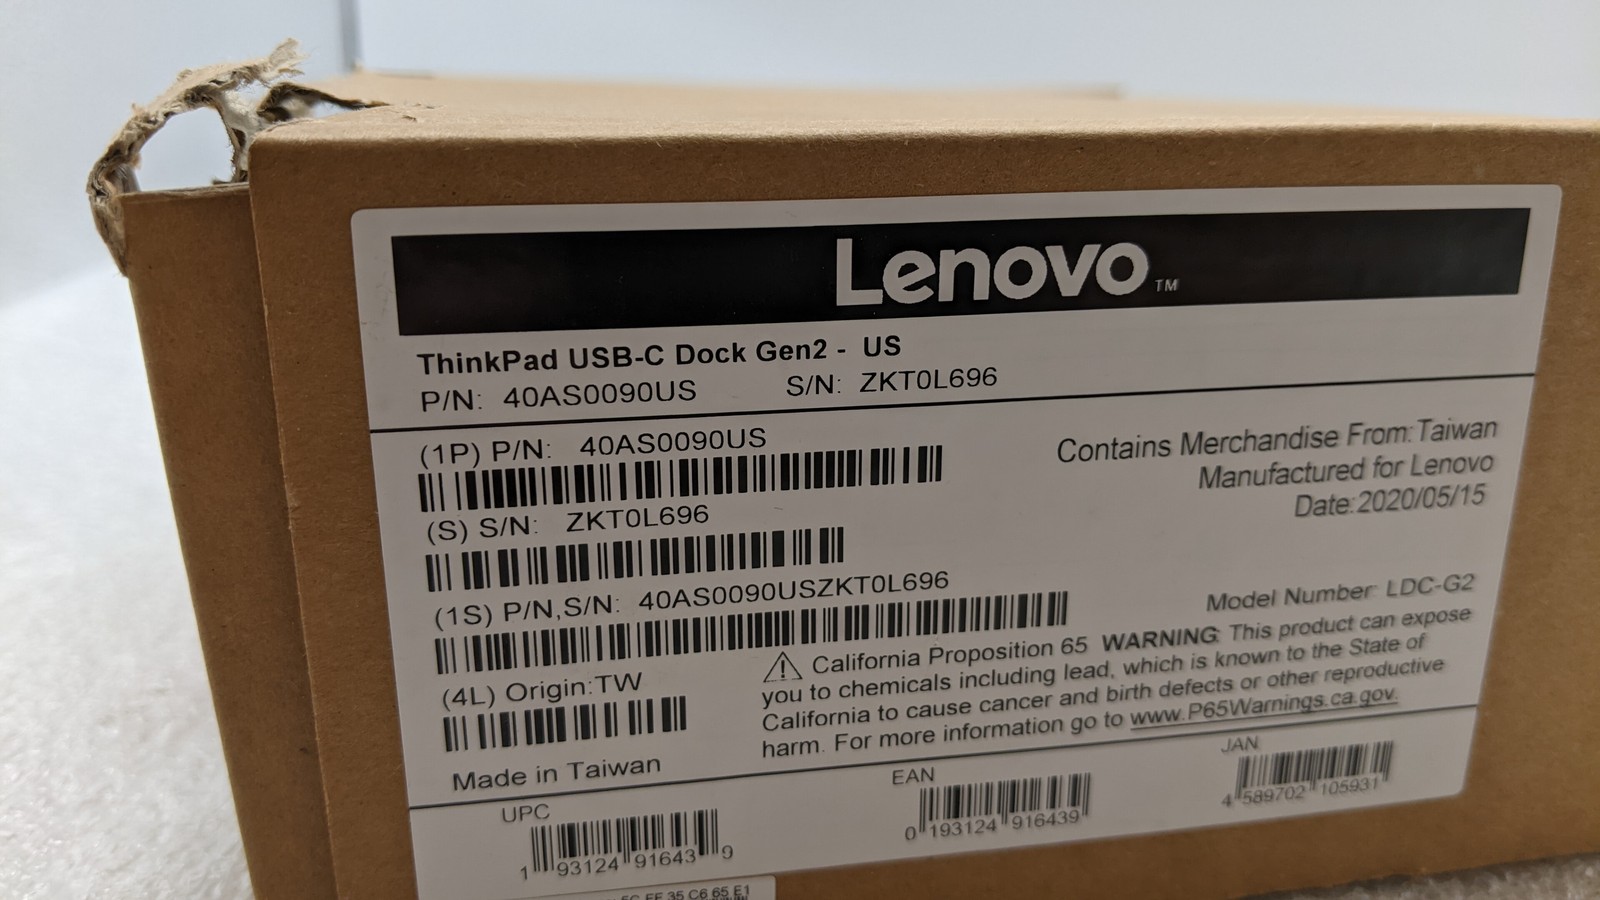 Lenovo™
ThinkPad USB-C Dock Gen2 - US
P/N: 40AS0090US S/N: ZKT0L696
(1P) P/N: 40AS0090US
Contains Merchandise From:Taiwan
Manufactured for Lenovo
Date:2020/05/15
(S) S/N: ZKT0L696
(1S) P/N,S/N: 40AS0090USZKT0L696
Model Number: LDC-G2
(4L) Origin:TW
Made in Taiwan
⚠ California Proposition 65 WARNING: This product can expose
you to chemicals including lead, which is known to the State of
California to cause cancer and birth defects or other reproductive
harm. For more information go to www.P65Warnings.ca.gov.
UPC
1 93124 91643 9
EAN
0 193124 916439
JAN
4 589702 105931
35 C6 65 E1